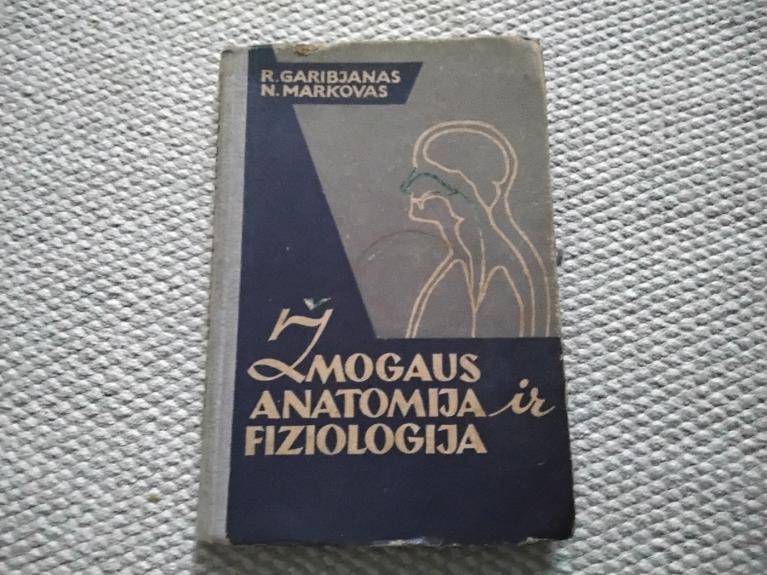 R. GARIBJANAS
N. MARKOVAS
ŽMOGAUS
ANATOMIJA ir
FIZIOLOGIJA